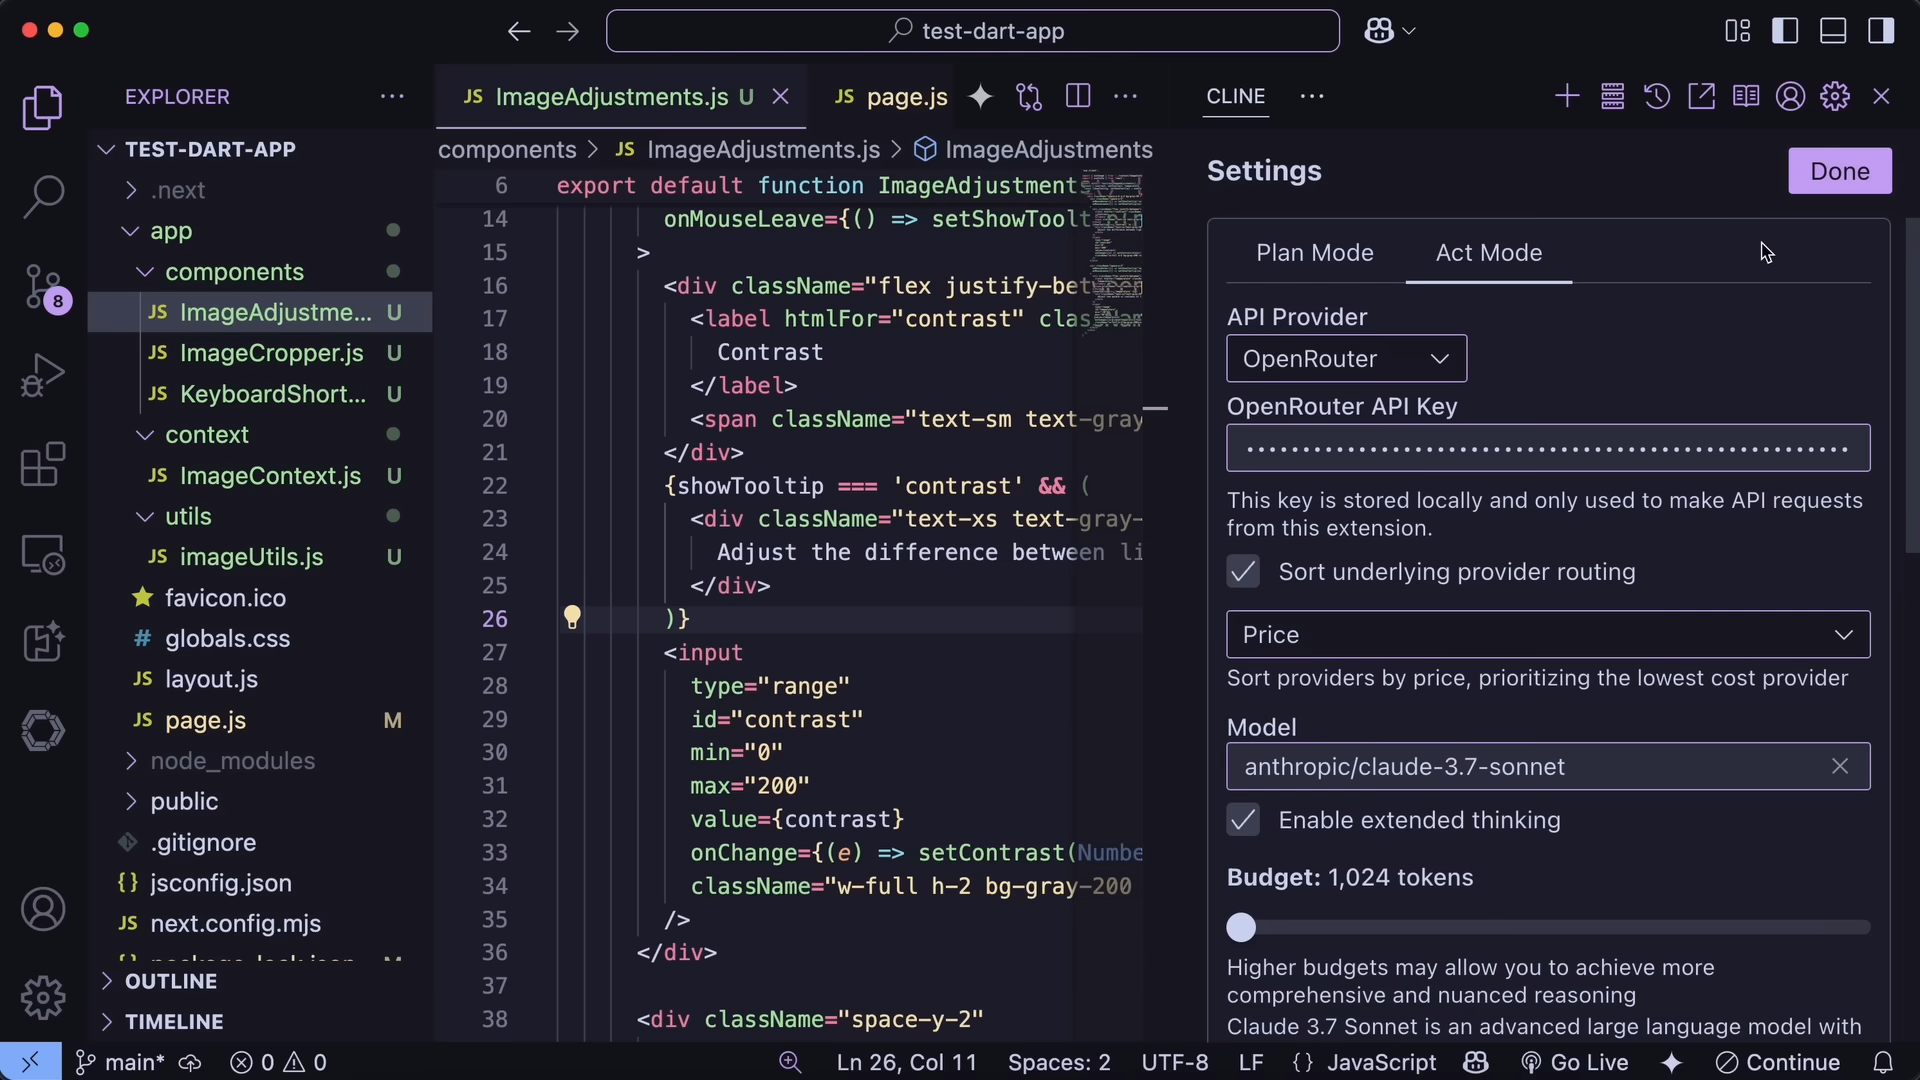 test-dart-app
EXPLORER
TEST-DART-APP
.next
app
components
JS ImageAdjustme... U
JS ImageCropper.js U
JS KeyboardShort... U
context
JS ImageContext.js U
utils
JS imageUtils.js U
favicon.ico
# globals.css
JS layout.js
JS page.js M
node_modules
public
.gitignore
{} jsconfig.json
JS next.config.mjs
OUTLINE
TIMELINE
8
JS ImageAdjustments.js U
JS page.js
components > JS ImageAdjustments.js > ImageAdjustments
6 export default function ImageAdjustment
14 onMouseLeave={() => setShowToolt
15 >
16 <div className="flex justify-between
17 <label htmlFor="contrast" classNam
18 Contrast
19 </label>
20 <span className="text-sm text-gray
21 </div>
22 {showTooltip === 'contrast' && (
23 <div className="text-xs text-gray-
24 Adjust the difference between li
25 </div>
26 )}
27 <input
28 type="range"
29 id="contrast"
30 min="0"
31 max="200"
32 value={contrast}
33 onChange={(e) => setContrast(Numbe
34 className="w-full h-2 bg-gray-200
35 />
36 </div>
37
38 <div className="space-y-2"
CLINE
Settings
Done
Plan Mode Act Mode
API Provider
OpenRouter
OpenRouter API Key
This key is stored locally and only used to make API requests
from this extension.
Sort underlying provider routing
Price
Sort providers by price, prioritizing the lowest cost provider
Model
anthropic/claude-3.7-sonnet
Enable extended thinking
Budget: 1,024 tokens
Higher budgets may allow you to achieve more
comprehensive and nuanced reasoning
Claude 3.7 Sonnet is an advanced large language model with
main* 0 0 Ln 26, Col 11 Spaces: 2 UTF-8 LF {} JavaScript Go Live Continue